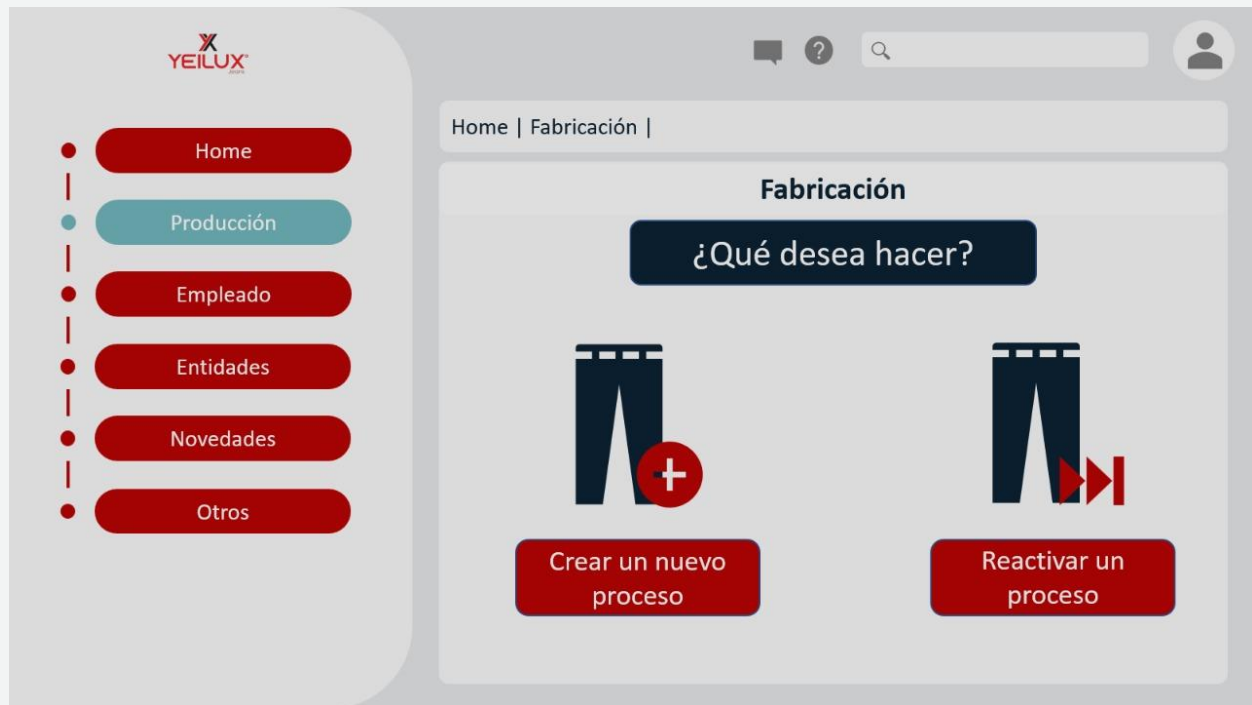 YEILUX
Home
Producción
Empleado
Entidades
Novedades
Otros
Home | Fabricación |
Fabricación
¿Qué desea hacer?
Crear un nuevo
proceso
Reactivar un
proceso